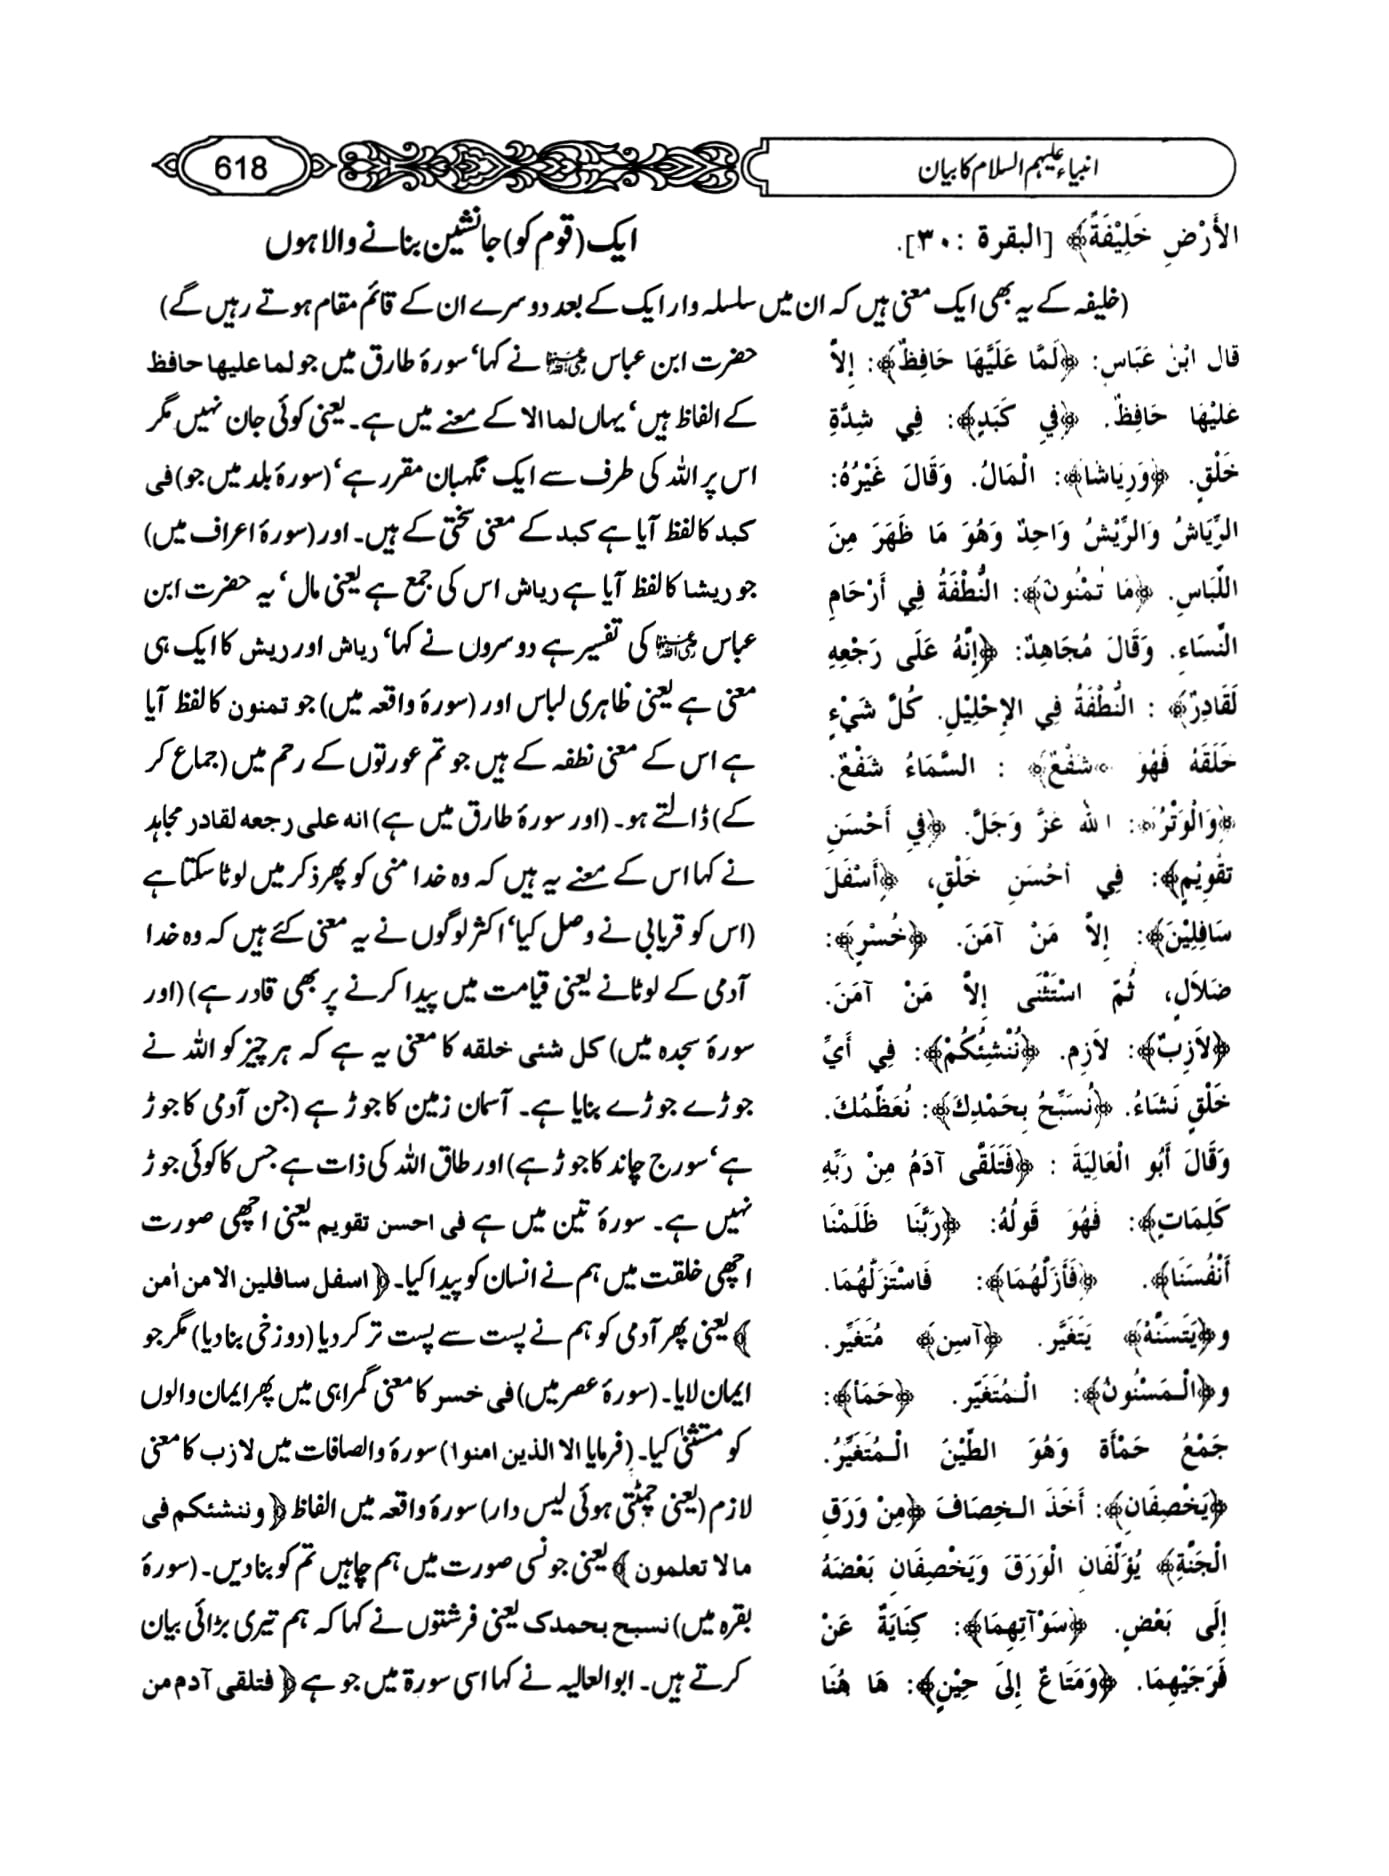 انبیاء علیہم السلام کا بیان
618
الأَرْضِ خَلِيْفَةً﴾ [البقرة : ٣٠].
ایک (قوم کو) جانشین بنانے والا ہوں
(خلیفہ کے یہ بھی ایک معنی ہیں کہ ان میں سلسلہ وار ایک کے بعد دوسرے ان کے قائم مقام ہوتے رہیں گے)
قال ابْنُ عَبَّاسٍ: ﴿لَمَّا عَلَيْهَا حَافِظٌ﴾: إِلاَّ
عَلَيْهَا حَافِظٌ. ﴿فِي كَبَدٍ﴾: فِي شِدَّةِ
خَلْقٍ. ﴿وَرِيَاشًا﴾: الْمَالُ. وَقَالَ غَيْرُهُ:
الرِّيَاشُ وَالرِّيْشُ وَاحِدٌ وَهُوَ مَا ظَهَرَ مِنَ
اللِّبَاسِ. ﴿مَا تُمْنُونَ﴾: النُّطْفَةُ فِي أَرْحَامِ
النِّسَاءِ. وَقَالَ مُجَاهِدٌ: ﴿إِنَّهُ عَلَى رَجْعِهِ
لَقَادِرٌ﴾ : النُّطْفَةُ فِي الإِحْلِيْلِ. كُلُّ شَيْءٍ
خَلَقَهُ فَهُوَ ﴿شَفْعٌ﴾ : السَّمَاءُ شَفْعٌ.
﴿وَالْوَتْرُ﴾: الله عَزَّ وَجَلَّ. ﴿فِي أَحْسَنِ
تَقْوِيْمٍ﴾: فِي أَحْسَنِ خَلْقٍ، ﴿أَسْفَلَ
سَافِلِيْنَ﴾: إِلاَّ مَنْ آمَنَ. ﴿خُسْرٍ﴾:
ضَلاَلٍ، ثُمَّ اسْتَثْنَى إِلاَّ مَنْ آمَنَ.
﴿لاَزِبٌ﴾: لاَزِم. ﴿نُنْشِئُكُمْ﴾: فِي أَيِّ
خَلْقٍ نَشَاءُ. ﴿نُسَبِّحُ بِحَمْدِكَ﴾: نُعَظِّمُكَ.
وَقَالَ أَبُو الْعَالِيَةَ : ﴿فَتَلَقَّى آدَمُ مِنْ رَبِّهِ
كَلِمَاتٍ﴾: فَهُوَ قَولُهُ: ﴿رَبَّنَا ظَلَمْنَا
أَنْفُسَنَا﴾. ﴿فَأَزَلَّهُمَا﴾: فَاسْتَزَلَّهُمَا.
و﴿يَتَسَنَّهُ﴾ يَتَغَيَّر. ﴿آسِن﴾ مُتَغَيِّر.
و﴿الْمَسْنُونُ﴾: الْمُتَغَيِّر. ﴿حَمَأ﴾:
جَمْعُ حَمْأَة وَهُوَ الطِّيْنُ الْمُتَغَيِّرُ.
﴿يَخْصِفَانِ﴾: أَخَذَ الخِصَافَ ﴿مِنْ وَرَقِ
الْجَنَّةِ﴾ يُؤَلِّفَانِ الْوَرَقَ وَيَخْصِفَانِ بَعْضَهُ
إِلَى بَعْضٍ. ﴿سَوْآتِهِمَا﴾: كِنَايَةٌ عَنْ
فَرَجَيْهِمَا. ﴿وَمَتَاعٌ إِلَى حِيْنٍ﴾: هَا هُنَا
حضرت ابن عباس رضی اللہ عنہما نے کہا‘ سورۂ طارق میں جو لما علیها حافظ
کے الفاظ ہیں‘ یہاں لما الا کے معنے میں ہے۔ یعنی کوئی جان نہیں مگر
اس پر اللہ کی طرف سے ایک نگہبان مقرر ہے‘ (سورۂ بلد میں جو) فی
کبد کا لفظ آیا ہے کبد کے معنی سختی کے ہیں۔ اور (سورۂ اعراف میں)
جو ریشا کا لفظ آیا ہے ریاش اس کی جمع ہے یعنی مال‘ یہ حضرت ابن
عباس رضی اللہ عنہما کی تفسیر ہے دوسروں نے کہا‘ ریاش اور ریش کا ایک ہی
معنی ہے یعنی ظاہری لباس اور (سورۂ واقعہ میں) جو تمنون کا لفظ آیا
ہے اس کے معنی نطفہ کے ہیں جو تم عورتوں کے رحم میں (جماع کر
کے) ڈالتے ہو۔ (اور سورۂ طارق میں ہے) انه علی رجعه لقادر مجاہد
نے کہا اس کے معنے یہ ہیں کہ وہ خدا منی کو پھر ذکر میں لوٹا سکتا ہے
(اس کو فریابی نے وصل کیا‘ اکثر لوگوں نے یہ معنی کئے ہیں کہ وہ خدا
آدمی کے لوٹانے یعنی قیامت میں پیدا کرنے پر بھی قادر ہے) (اور
سورۂ سجدہ میں) کل شئی خلقه کا معنی یہ ہے کہ ہر چیز کو اللہ نے
جوڑے جوڑے بنایا ہے۔ آسمان زمین کا جوڑ ہے (جن آدمی کا جوڑ
ہے‘ سورج چاند کا جوڑ ہے) اور طاق اللہ کی ذات ہے جس کا کوئی جوڑ
نہیں ہے۔ سورۂ تین میں ہے فی احسن تقویم یعنی اچھی صورت
اچھی خلقت میں ہم نے انسان کو پیدا کیا۔ ﴿ اسفل سافلین الا من اٰمن
﴾ یعنی پھر آدمی کو ہم نے پست سے پست تر کر دیا (دوزخی بنا دیا) مگر جو
ایمان لایا۔ (سورۂ عصر میں) فی خسر کا معنی گمراہی میں پھر ایمان والوں
کو مستثنیٰ کیا۔ (فرمایا الا الذین امنوا) سورۂ والصافات میں لازب کا معنی
لازم (یعنی چمٹتی ہوئی لیس دار) سورۂ واقعہ میں الفاظ ﴿ وننشئکم فی
مالا تعلمون ﴾ یعنی جونسی صورت میں ہم چاہیں تم کو بنا دیں۔ (سورۂ
بقرہ میں) نسبح بحمدک یعنی فرشتوں نے کہا کہ ہم تیری بڑائی بیان
کرتے ہیں۔ ابوالعالیہ نے کہا اسی سورۃ میں جو ہے ﴿ فتلقی آدم من